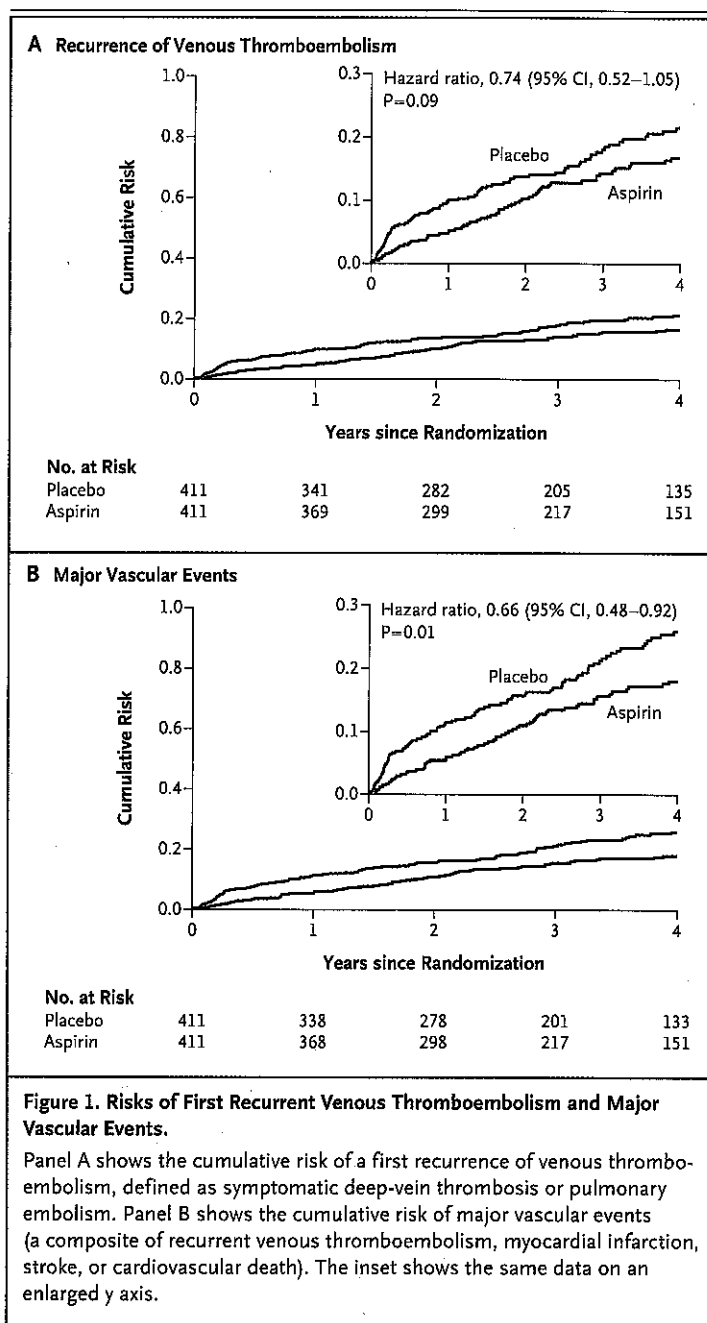 A Recurrence of Venous Thromboembolism
Cumulative Risk
1.0
0.8
0.6
0.4
0.2
0.0
0 1 2 3 4
Years since Randomization
0.3
0.2
0.1
0.0
0 1 2 3 4
Hazard ratio, 0.74 (95% CI, 0.52–1.05)
P=0.09
Placebo
Aspirin
No. at Risk
Placebo 411 341 282 205 135
Aspirin 411 369 299 217 151
B Major Vascular Events
Cumulative Risk
1.0
0.8
0.6
0.4
0.2
0.0
0 1 2 3 4
Years since Randomization
0.3
0.2
0.1
0.0
0 1 2 3 4
Hazard ratio, 0.66 (95% CI, 0.48–0.92)
P=0.01
Placebo
Aspirin
No. at Risk
Placebo 411 338 278 201 133
Aspirin 411 368 298 217 151
Figure 1. Risks of First Recurrent Venous Thromboembolism and Major
Vascular Events.
Panel A shows the cumulative risk of a first recurrence of venous thrombo-
embolism, defined as symptomatic deep-vein thrombosis or pulmonary
embolism. Panel B shows the cumulative risk of major vascular events
(a composite of recurrent venous thromboembolism, myocardial infarction,
stroke, or cardiovascular death). The inset shows the same data on an
enlarged y axis.